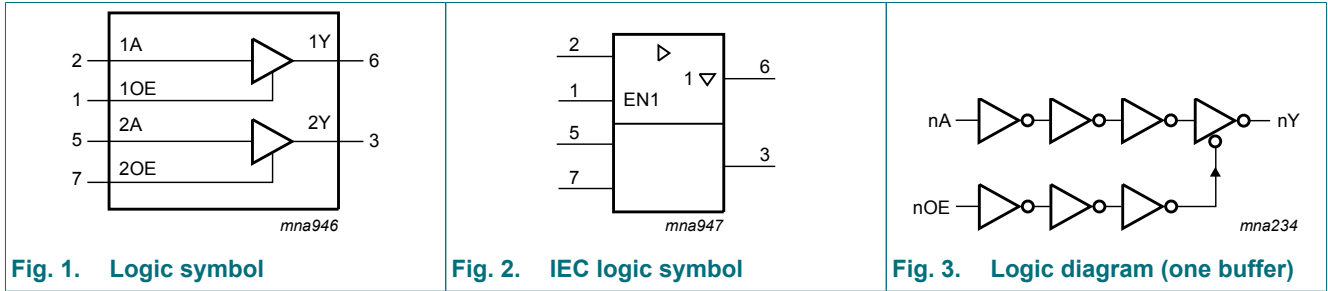 1A
1Y
2
6
1OE
1
2A
2Y
5
3
2OE
7
mna946
Fig. 1. Logic symbol
2
1
6
1
EN1
5
3
7
mna947
Fig. 2. IEC logic symbol
nA
nY
nOE
mna234
Fig. 3. Logic diagram (one buffer)